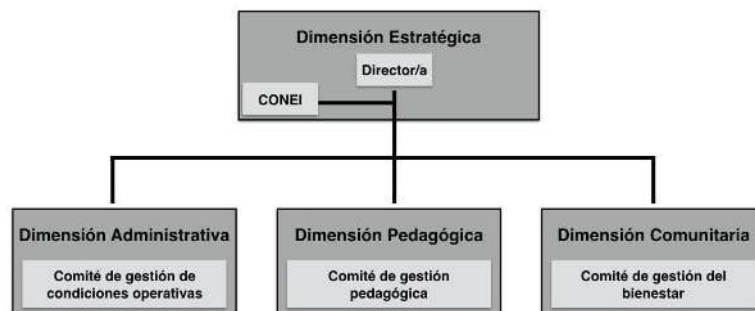 Dimensión Estratégica
Director/a
CONEI
Dimensión Administrativa
Comité de gestión de
condiciones operativas
Dimensión Pedagógica
Comité de gestión
pedagógica
Dimensión Comunitaria
Comité de gestión del
bienestar